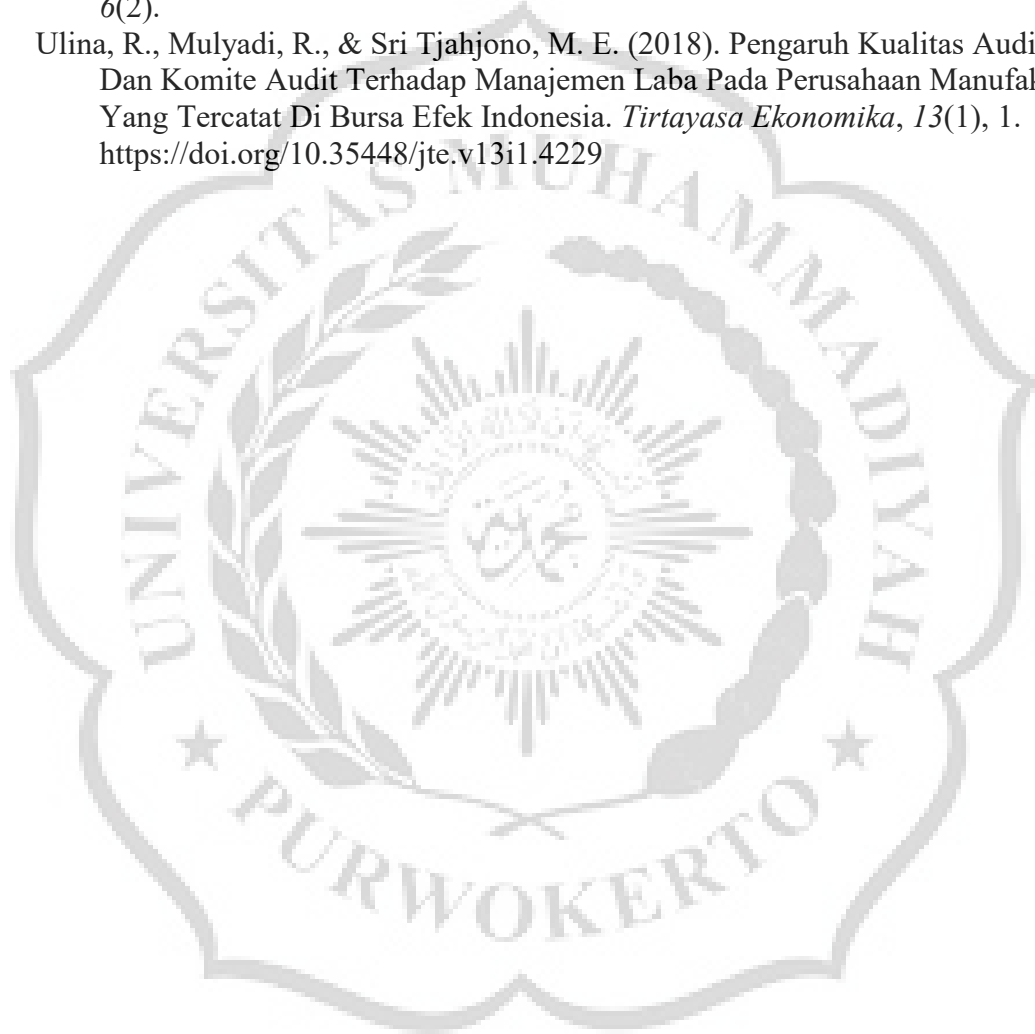 6(2).
Ulina, R., Mulyadi, R., & Sri Tjahjono, M. E. (2018). Pengaruh Kualitas Audi
Dan Komite Audit Terhadap Manajemen Laba Pada Perusahaan Manufak
Yang Tercatat Di Bursa Efek Indonesia. Tirtayasa Ekonomika, 13(1), 1.
https://doi.org/10.35448/jte.v13i1.4229
UNIVERSITAS MUHAMMADIYAH
PURWOKERTO